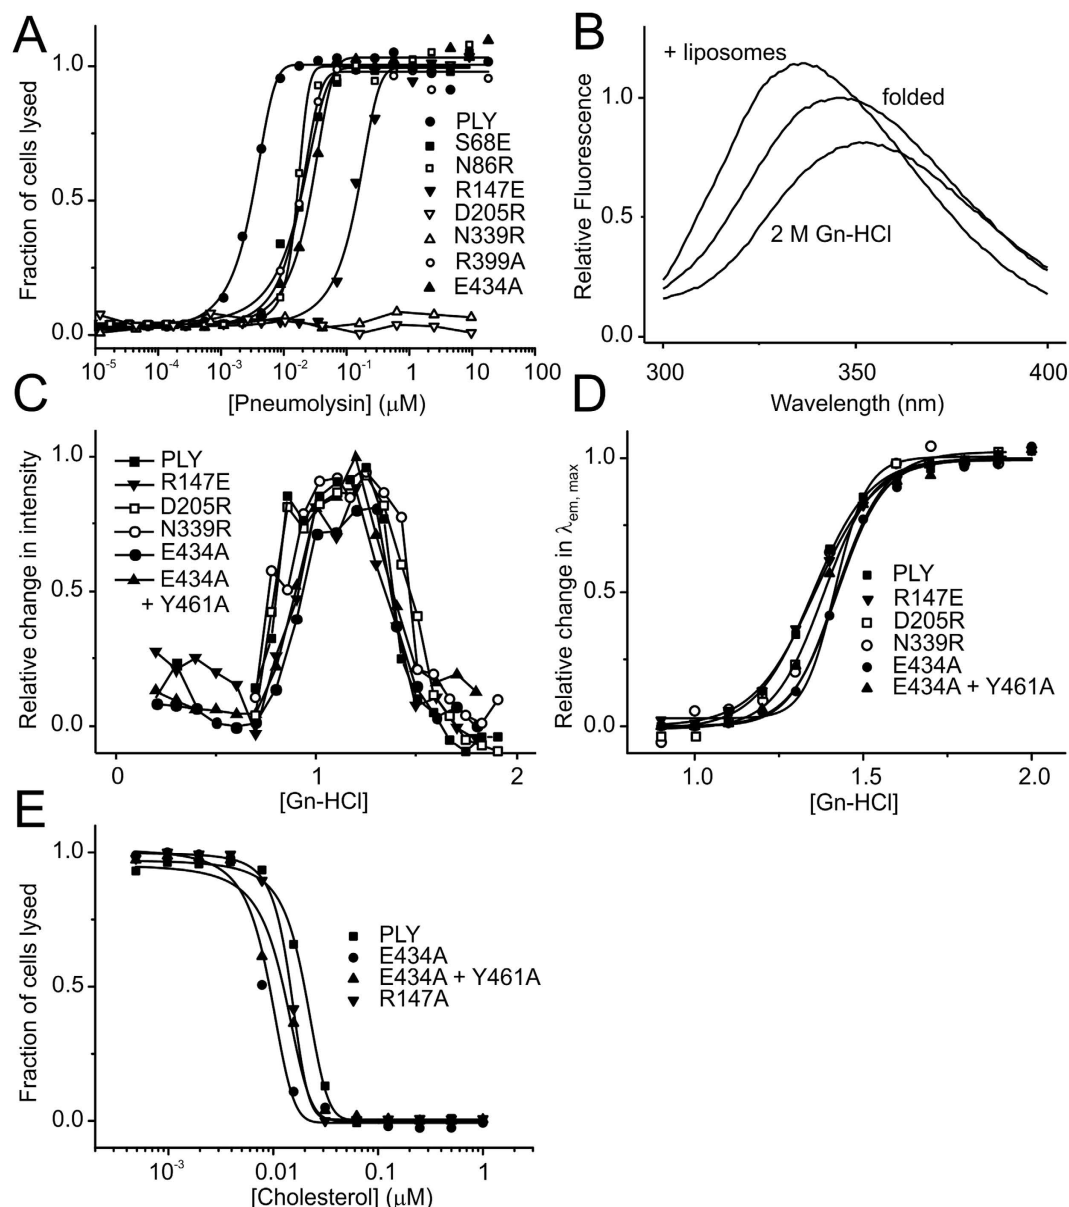 A
Fraction of cells lysed
1.0
0.5
0.0
PLY
S68E
N86R
R147E
D205R
N339R
R399A
E434A
10⁻⁵ 10⁻⁴ 10⁻³ 10⁻² 10⁻¹ 1 10 100
[Pneumolysin] (μM)
B
Relative Fluorescence
+ liposomes
folded
2 M Gn-HCl
1.0
0.5
0.0
300 350 400
Wavelength (nm)
C
Relative change in intensity
1.0
0.5
0.0
PLY
R147E
D205R
N339R
E434A
E434A
+ Y461A
0 1 2
[Gn-HCl]
D
Relative change in λem, max
1.0
0.5
0.0
PLY
R147E
D205R
N339R
E434A
E434A + Y461A
1.0 1.5 2.0
[Gn-HCl]
E
Fraction of cells lysed
1.0
0.5
0.0
PLY
E434A
E434A + Y461A
R147A
10⁻³ 0.01 0.1 1
[Cholesterol] (μM)